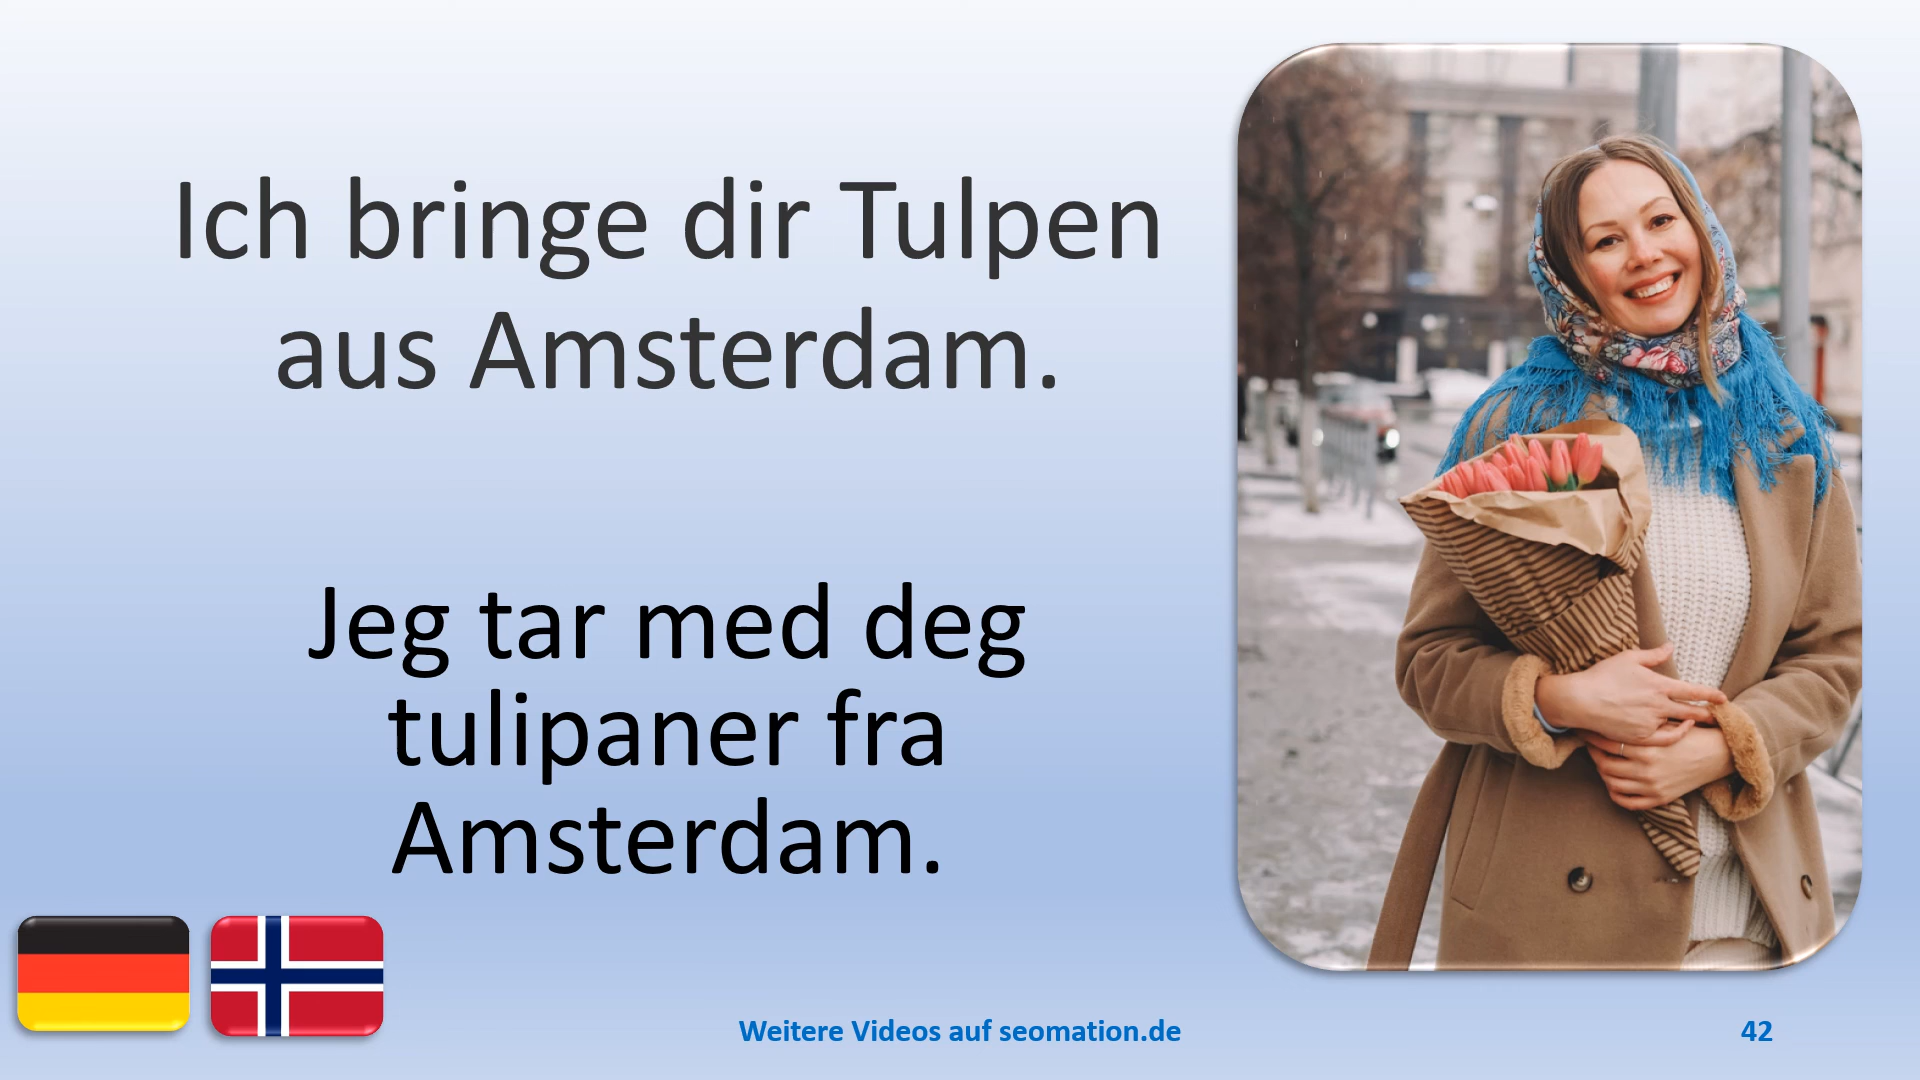 Ich bringe dir Tulpen
aus Amsterdam.
Jeg tar med deg
tulipaner fra
Amsterdam.
Weitere Videos auf seomation.de
42